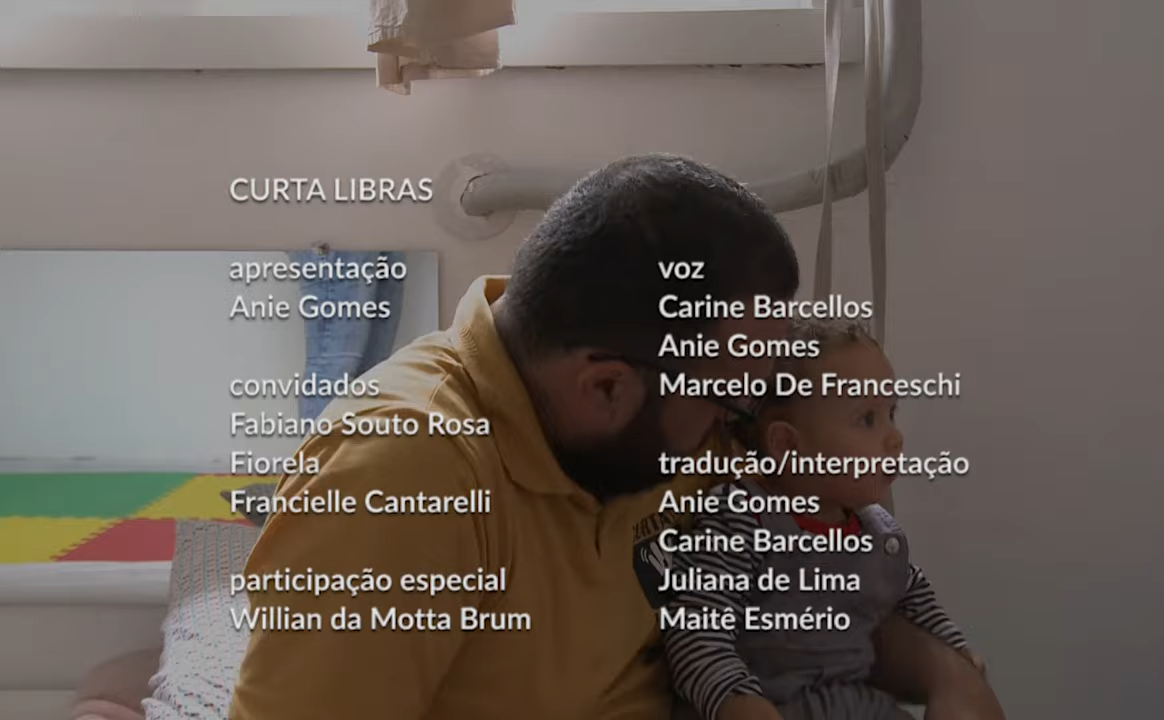 CURTA LIBRAS
apresentação
Anie Gomes
convidados
Fabiano Souto Rosa
Fiorela
Francielle Cantarelli
participação especial
Willian da Motta Brum
voz
Carine Barcellos
Anie Gomes
Marcelo De Franceschi
tradução/interpretação
Anie Gomes
Carine Barcellos
Juliana de Lima
Maitê Esmério